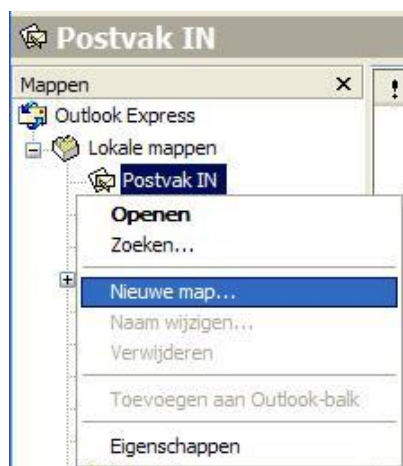 Postvak IN
Mappen
Outlook Express
Lokale mappen
Postvak IN
Openen
Zoeken...
Nieuwe map...
Naam wijzigen...
Verwijderen
Toevoegen aan Outlook-balk
Eigenschappen